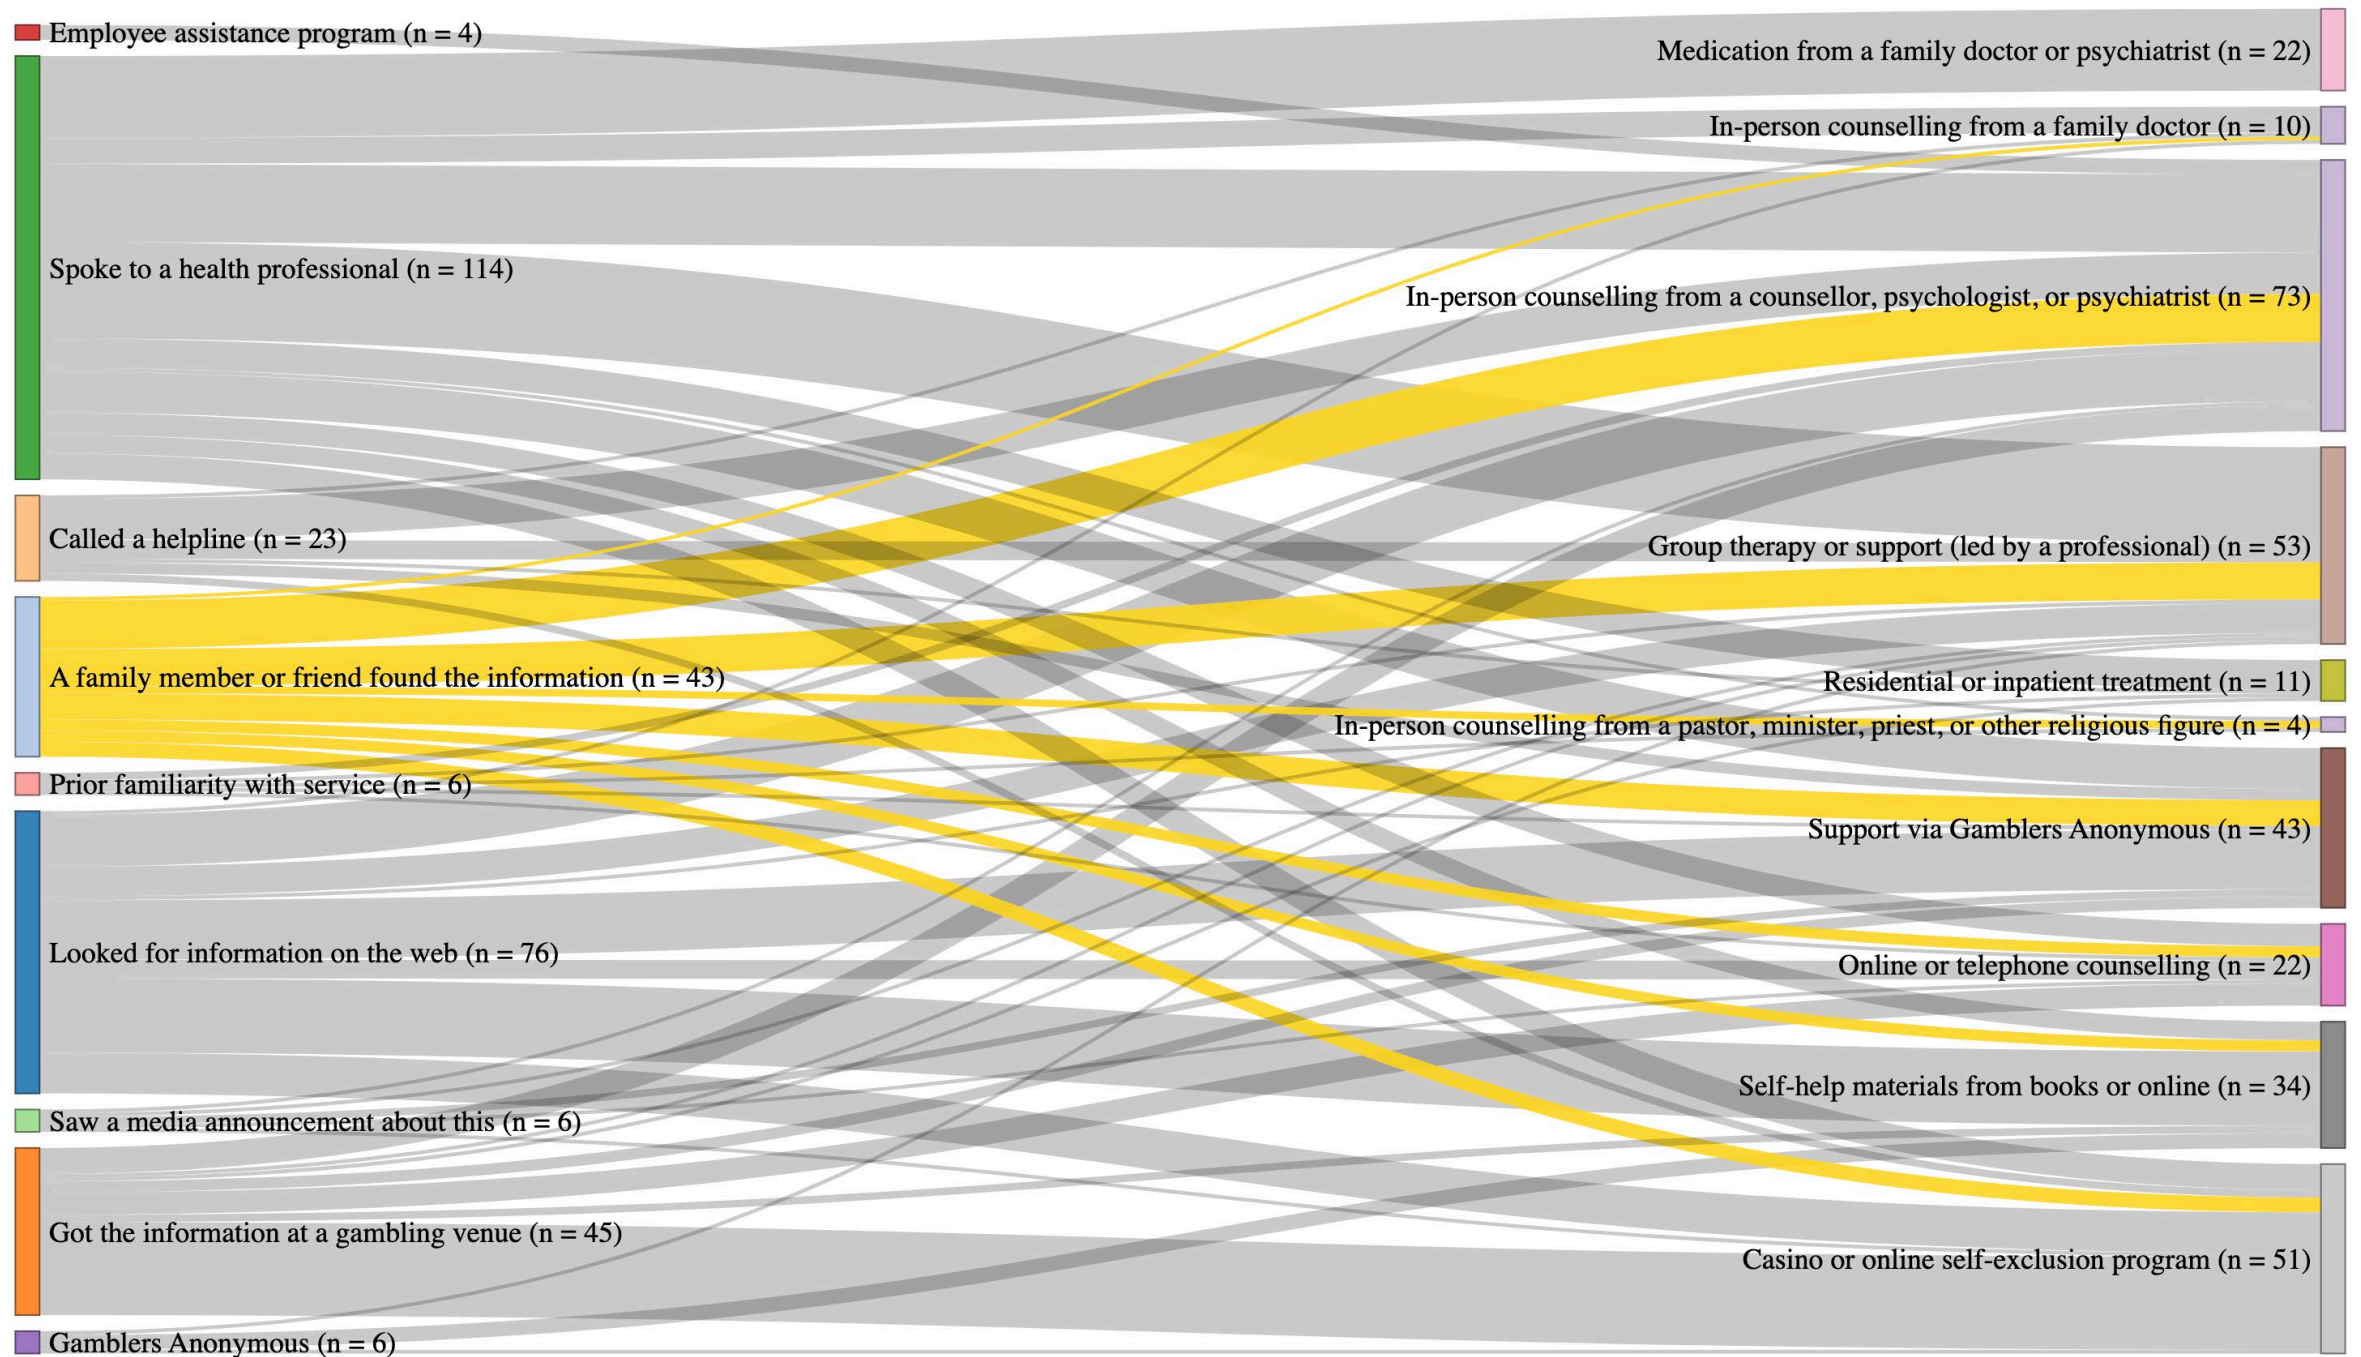 Employee assistance program (n = 4)
Spoke to a health professional (n = 114)
Called a helpline (n = 23)
A family member or friend found the information (n = 43)
Prior familiarity with service (n = 6)
Looked for information on the web (n = 76)
Saw a media announcement about this (n = 6)
Got the information at a gambling venue (n = 45)
Gamblers Anonymous (n = 6)
Medication from a family doctor or psychiatrist (n = 22)
In-person counselling from a family doctor (n = 10)
In-person counselling from a counsellor, psychologist, or psychiatrist (n = 73)
Group therapy or support (led by a professional) (n = 53)
Residential or inpatient treatment (n = 11)
In-person counselling from a pastor, minister, priest, or other religious figure (n = 4)
Support via Gamblers Anonymous (n = 43)
Online or telephone counselling (n = 22)
Self-help materials from books or online (n = 34)
Casino or online self-exclusion program (n = 51)